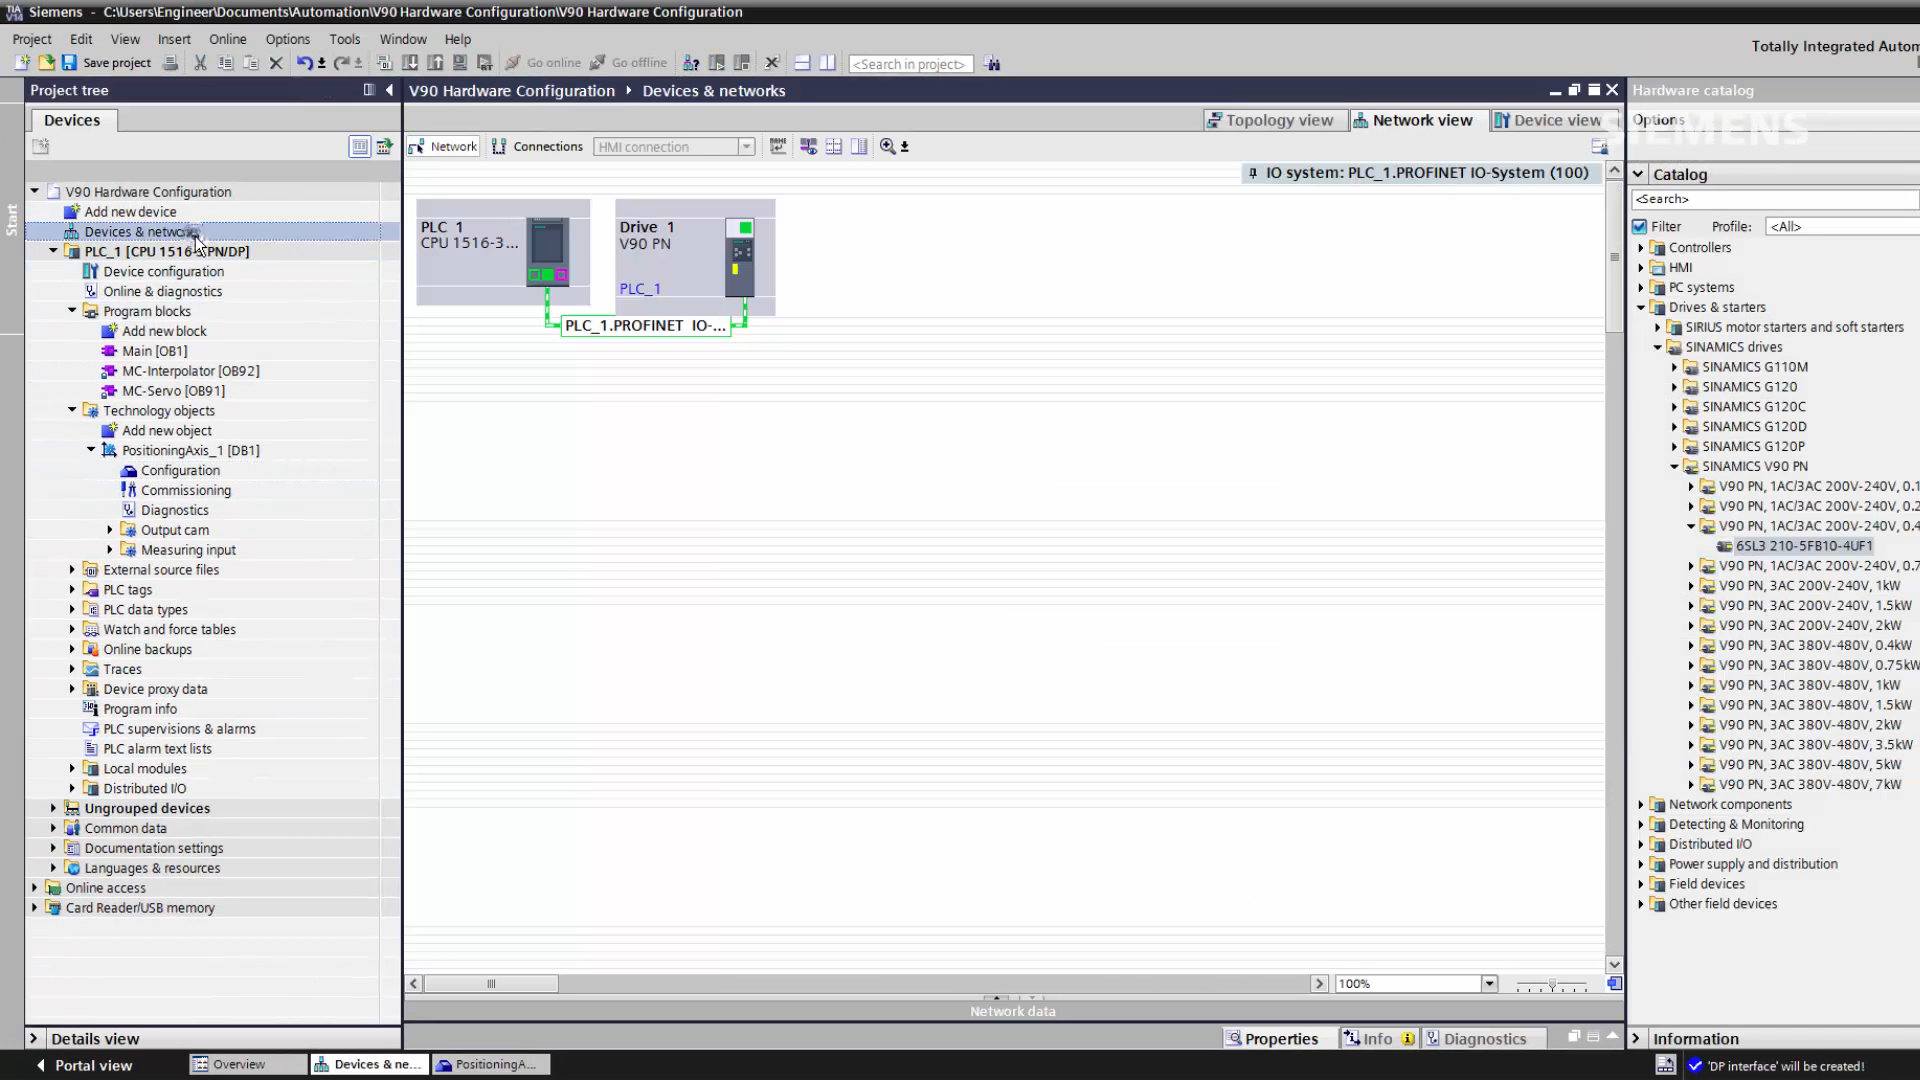 TIA
V14
Siemens - C:\Users\Engineer\Documents\Automation\V90 Hardware Configuration\V90 Hardware Configuration
Project Edit View Insert Online Options Tools Window Help
Totally Integrated Autom
Save project
Go online
Go offline
<Search in project>
Project tree
V90 Hardware Configuration
Devices & networks
Hardware catalog
Devices
Topology view
Network view
Device view
Options
SIEMENS
Network
Connections
HMI connection
Start
IO system: PLC_1.PROFINET IO-System (100)
V90 Hardware Configuration
Add new device
Devices & netwo
PLC_1 [CPU 1516- PN/DP]
Device configuration
Online & diagnostics
Program blocks
Add new block
Main [OB1]
MC-Interpolator [OB92]
MC-Servo [OB91]
Technology objects
Add new object
PositioningAxis_1 [DB1]
Configuration
Commissioning
Diagnostics
Output cam
Measuring input
External source files
PLC tags
PLC data types
Watch and force tables
Online backups
Traces
Device proxy data
Program info
PLC supervisions & alarms
PLC alarm text lists
Local modules
Distributed I/O
Ungrouped devices
Common data
Documentation settings
Languages & resources
Online access
Card Reader/USB memory
Details view
PLC_1
CPU 1516-3...
Drive_1
V90 PN
PLC_1
PLC_1.PROFINET IO-...
100%
Network data
Properties
Info
Diagnostics
Catalog
<Search>
Filter
Profile:
<All>
Controllers
HMI
PC systems
Drives & starters
SIRIUS motor starters and soft starters
SINAMICS drives
SINAMICS G110M
SINAMICS G120
SINAMICS G120C
SINAMICS G120D
SINAMICS G120P
SINAMICS V90 PN
V90 PN, 1AC/3AC 200V-240V, 0.1
V90 PN, 1AC/3AC 200V-240V, 0.2
V90 PN, 1AC/3AC 200V-240V, 0.4
6SL3 210-5FB10-4UF1
V90 PN, 1AC/3AC 200V-240V, 0.7
V90 PN, 3AC 200V-240V, 1kW
V90 PN, 3AC 200V-240V, 1.5kW
V90 PN, 3AC 200V-240V, 2kW
V90 PN, 3AC 380V-480V, 0.4kW
V90 PN, 3AC 380V-480V, 0.75kW
V90 PN, 3AC 380V-480V, 1kW
V90 PN, 3AC 380V-480V, 1.5kW
V90 PN, 3AC 380V-480V, 2kW
V90 PN, 3AC 380V-480V, 3.5kW
V90 PN, 3AC 380V-480V, 5kW
V90 PN, 3AC 380V-480V, 7kW
Network components
Detecting & Monitoring
Distributed I/O
Power supply and distribution
Field devices
Other field devices
Information
Portal view
Overview
Devices & ne...
PositioningA...
'DP interface' will be created!